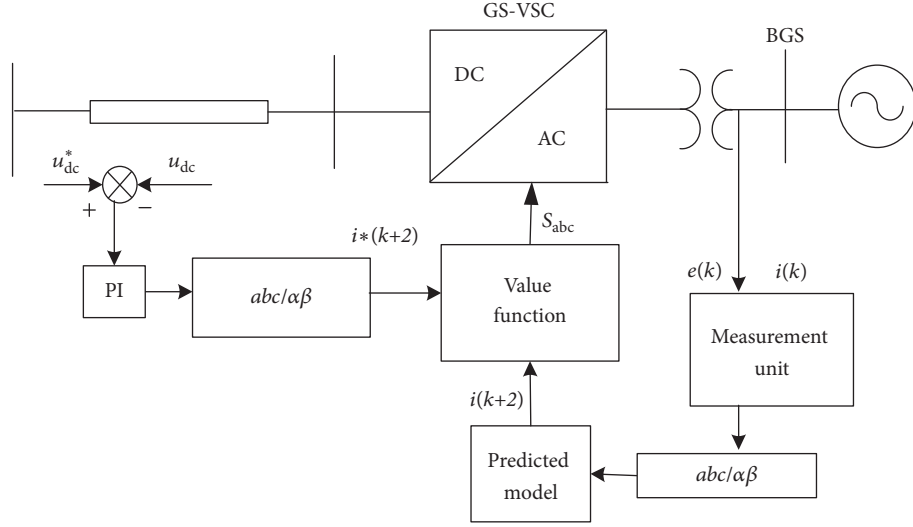 GS-VSC
BGS
DC
AC
u*dc
udc
+
−
Sabc
i*(k+2)
e(k)
i(k)
PI
abc/αβ
Value
function
Measurement
unit
i(k+2)
Predicted
model
abc/αβ